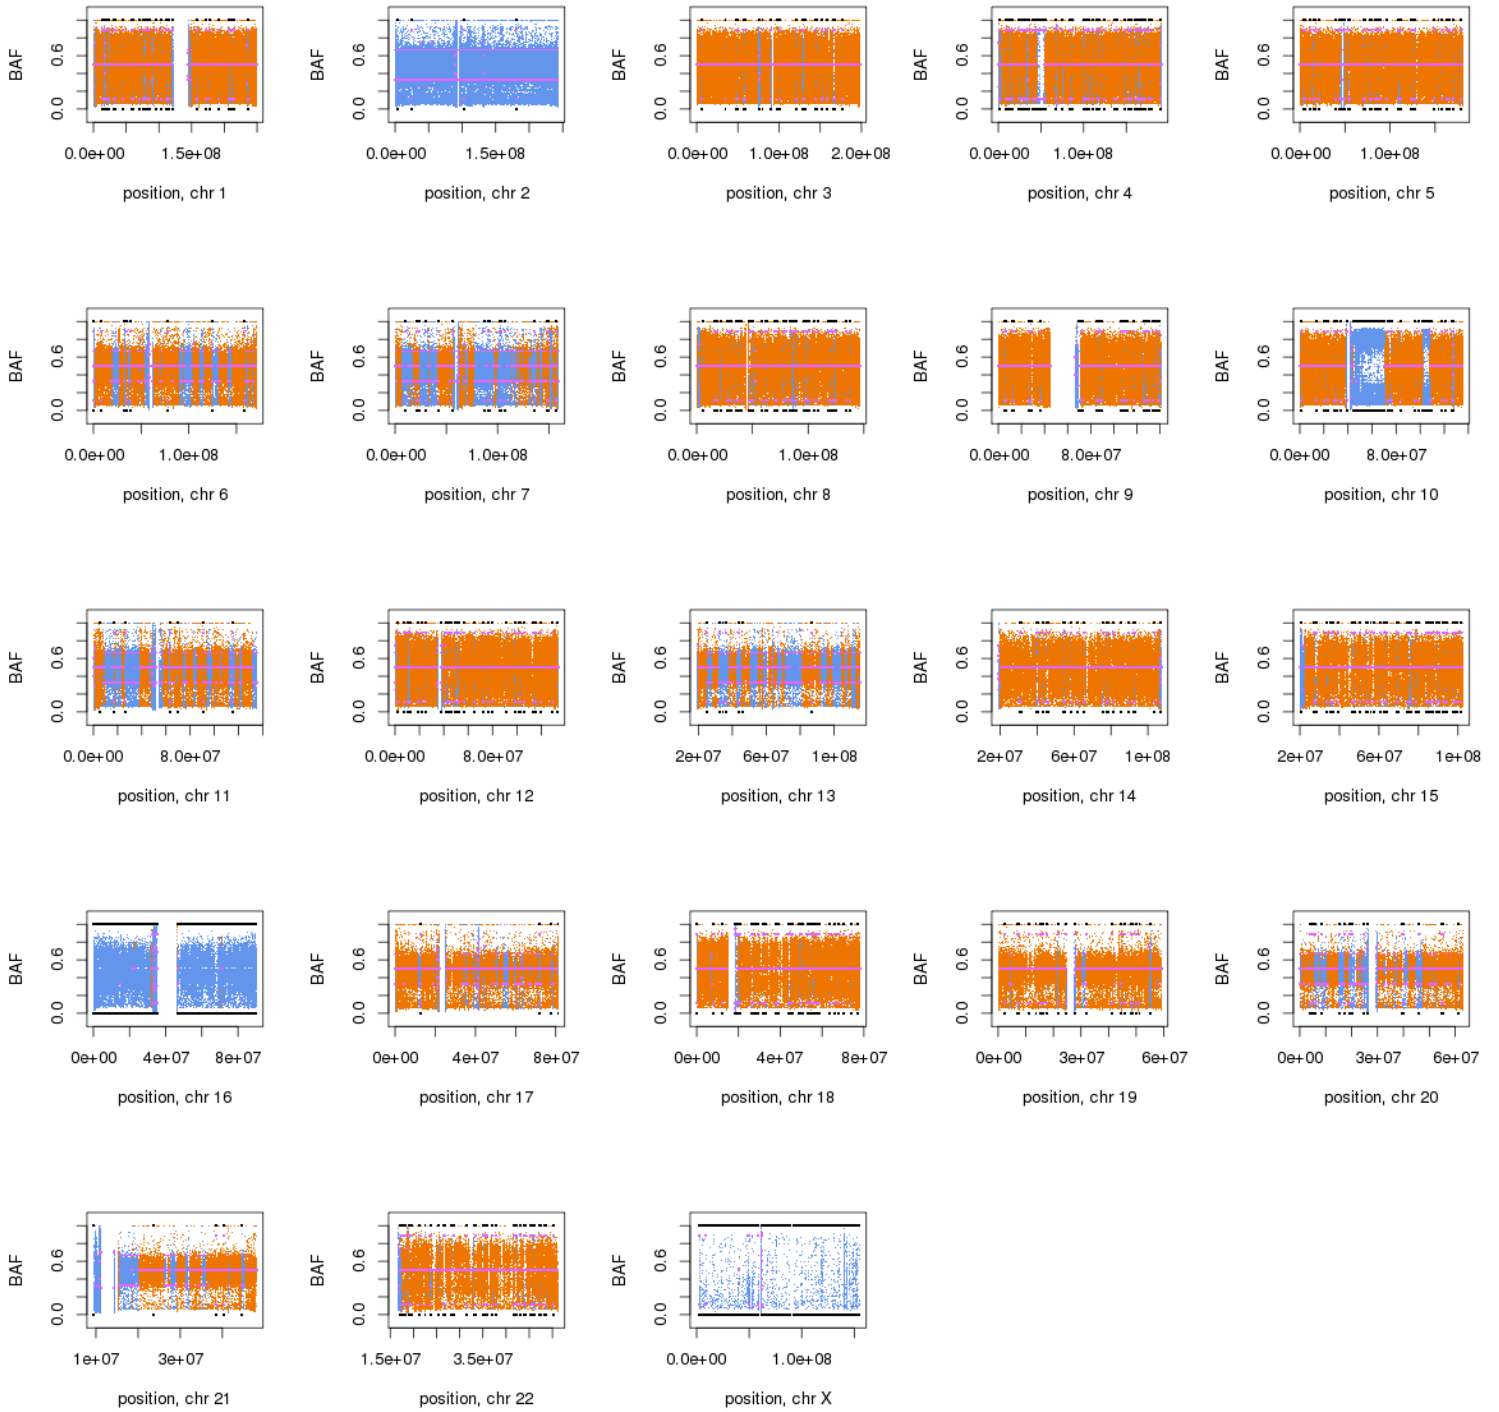 BAF
0.0 0.6
0.0e+00 1.5e+08
position, chr 1
BAF
0.0 0.6
0.0e+00 1.5e+08
position, chr 2
BAF
0.0 0.6
0.0e+00 1.0e+08 2.0e+08
position, chr 3
BAF
0.0 0.6
0.0e+00 1.0e+08
position, chr 4
BAF
0.0 0.6
0.0e+00 1.0e+08
position, chr 5
BAF
0.0 0.6
0.0e+00 1.0e+08
position, chr 6
BAF
0.0 0.6
0.0e+00 1.0e+08
position, chr 7
BAF
0.0 0.6
0.0e+00 1.0e+08
position, chr 8
BAF
0.0 0.6
0.0e+00 8.0e+07
position, chr 9
BAF
0.0 0.6
0.0e+00 8.0e+07
position, chr 10
BAF
0.0 0.6
0.0e+00 8.0e+07
position, chr 11
BAF
0.0 0.6
0.0e+00 8.0e+07
position, chr 12
BAF
0.0 0.6
2e+07 6e+07 1e+08
position, chr 13
BAF
0.0 0.6
2e+07 6e+07 1e+08
position, chr 14
BAF
0.0 0.6
2e+07 6e+07 1e+08
position, chr 15
BAF
0.0 0.6
0e+00 4e+07 8e+07
position, chr 16
BAF
0.0 0.6
0e+00 4e+07 8e+07
position, chr 17
BAF
0.0 0.6
0e+00 4e+07 8e+07
position, chr 18
BAF
0.0 0.6
0e+00 3e+07 6e+07
position, chr 19
BAF
0.0 0.6
0e+00 3e+07 6e+07
position, chr 20
BAF
0.0 0.6
1e+07 3e+07
position, chr 21
BAF
0.0 0.6
1.5e+07 3.5e+07
position, chr 22
BAF
0.0 0.6
0.0e+00 1.0e+08
position, chr X